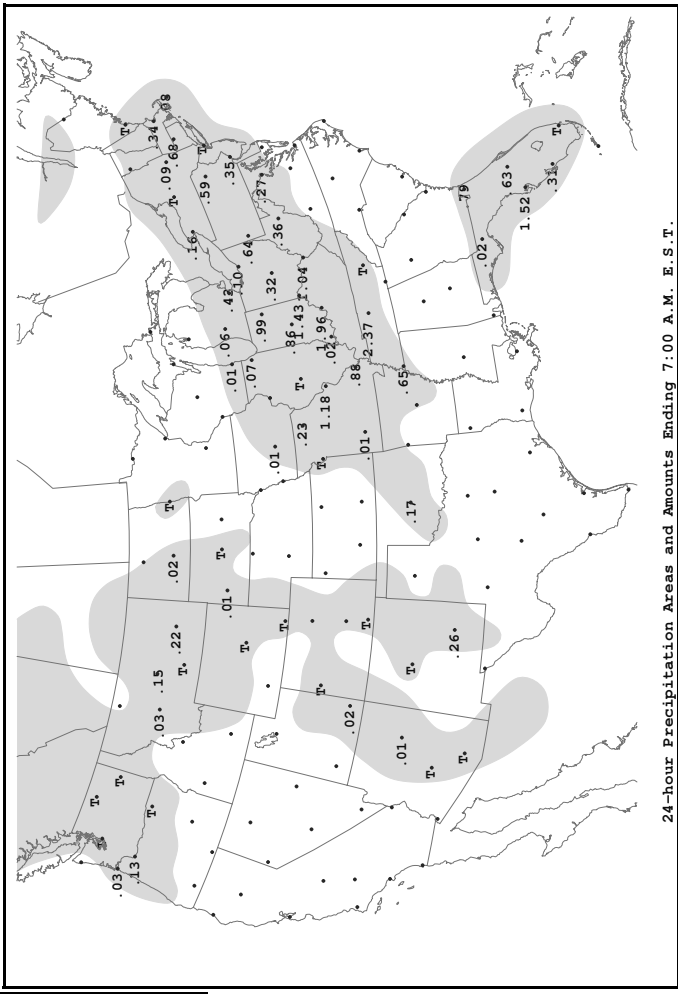 T
T
.03
T
T
.13
T
.34
.03
.15
.08
.09
T
.02
.22
T
.68
T
.16
T
.59
T
.01
.06
.42
.35
.01
.10
T
.64
.07
.99
.27
.32
.01
.36
T
.86
1.43
T
.23
1.04
T
T
1.96
1.18
.02
.02
.88
T
.01
T
2.37
.01
.65
T
.17
T
.26
T
.79
.02
.63
1.52
.31
T
24-hour Precipitation Areas and Amounts Ending 7:00 A.M. E.S.T.